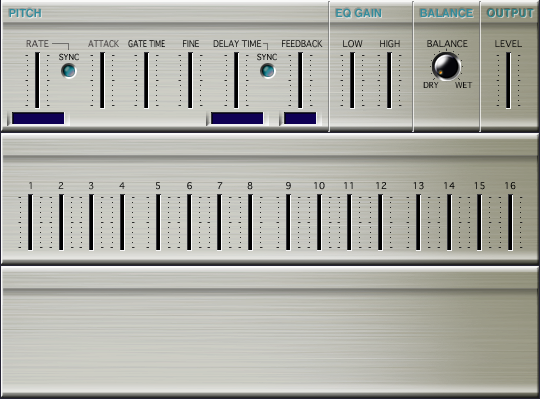 PITCH EQ GAIN BALANCE OUTPUT
RATE ATTACK GATE TIME FINE DELAY TIME FEEDBACK LOW HIGH BALANCE LEVEL
SYNC SYNC
DRY WET
1 2 3 4 5 6 7 8 9 10 11 12 13 14 15 16